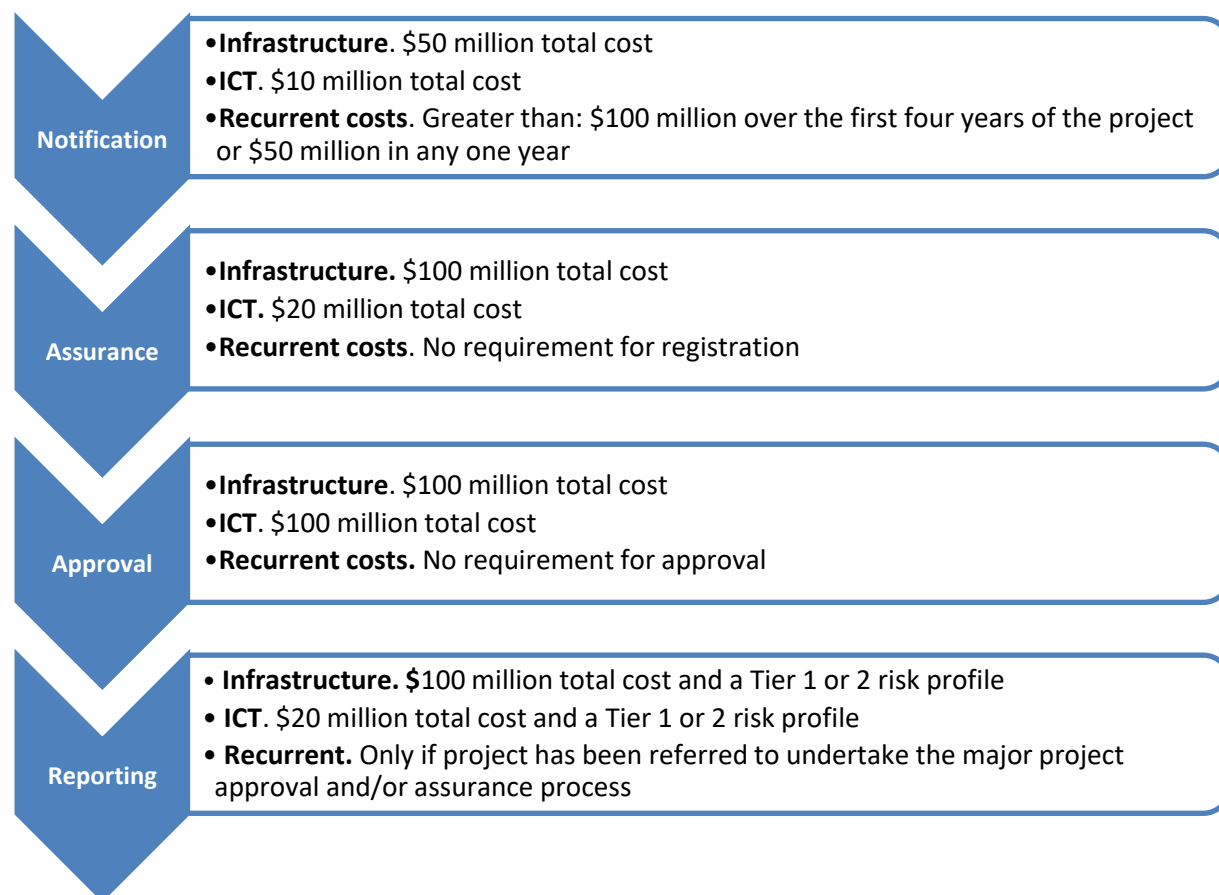 Notification
•Infrastructure. $50 million total cost
•ICT. $10 million total cost
•Recurrent costs. Greater than: $100 million over the first four years of the project
or $50 million in any one year
Assurance
•Infrastructure. $100 million total cost
•ICT. $20 million total cost
•Recurrent costs. No requirement for registration
Approval
•Infrastructure. $100 million total cost
•ICT. $100 million total cost
•Recurrent costs. No requirement for approval
Reporting
• Infrastructure. $100 million total cost and a Tier 1 or 2 risk profile
• ICT. $20 million total cost and a Tier 1 or 2 risk profile
• Recurrent. Only if project has been referred to undertake the major project
approval and/or assurance process